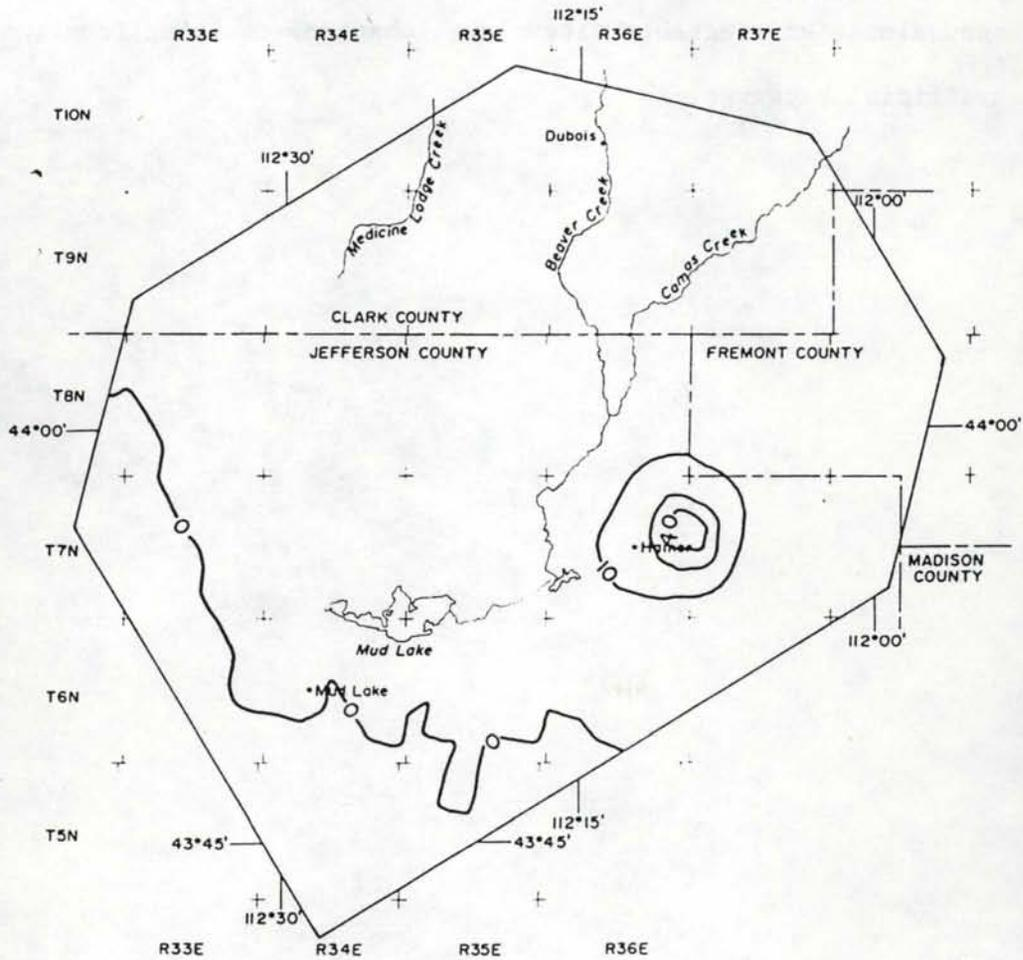 112°15'
R33E R34E R35E R36E R37E
T10N
Dubois
112°30'
Medicine Lodge Creek
Beaver Creek
112°00'
Camas Creek
T9N
CLARK COUNTY
JEFFERSON COUNTY
FREMONT COUNTY
T8N
44°00'
44°00'
0
40
Hamer
T7N
10
MADISON
COUNTY
112°00'
Mud Lake
T6N
Mud Lake
0
0
112°15'
T5N
43°45'
43°45'
112°30'
R33E R34E R35E R36E